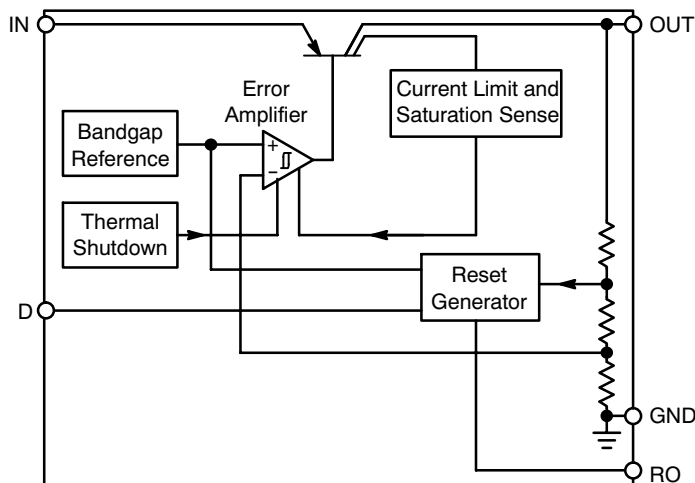 IN
OUT
Error
Amplifier
Current Limit and
Saturation Sense
Bandgap
Reference
+
−
Thermal
Shutdown
Reset
Generator
D
GND
RO